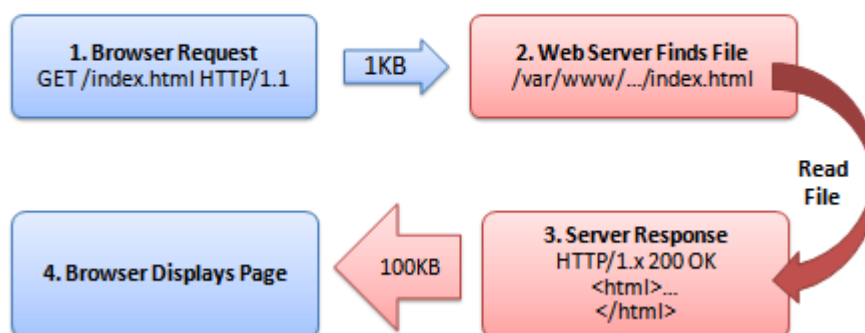 1. Browser Request
GET /index.html HTTP/1.1
1KB
2. Web Server Finds File
/var/www/.../index.html
Read
File
3. Server Response
HTTP/1.x 200 OK
<html>...
</html>
100KB
4. Browser Displays Page